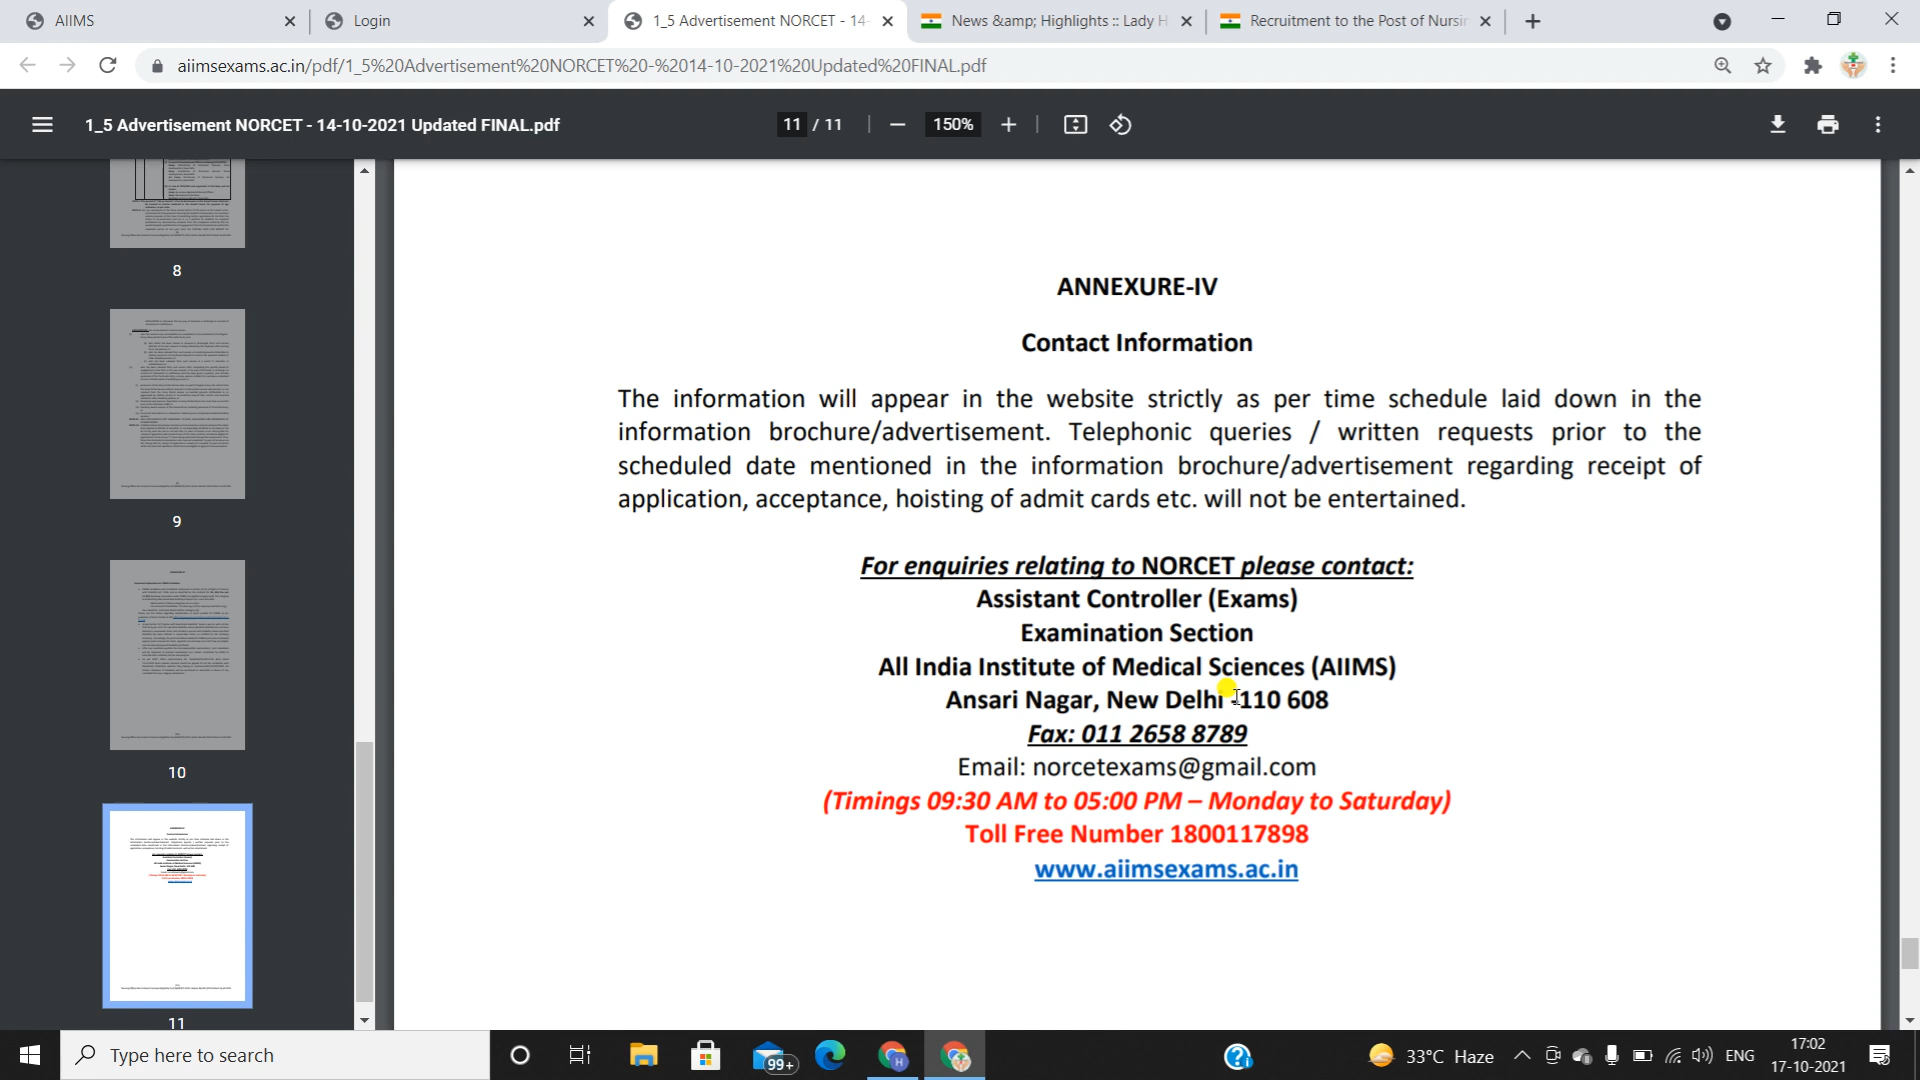 AIIMS
Login
1_5 Advertisement NORCET - 14-
News &amp; Highlights :: Lady H
Recruitment to the Post of Nursin
aiimsexams.ac.in/pdf/1_5%20Advertisement%20NORCET%20-%2014-10-2021%20Updated%20FINAL.pdf
1_5 Advertisement NORCET - 14-10-2021 Updated FINAL.pdf
11 / 11
150%
8
9
10
11
ANNEXURE-IV
Contact Information
The information will appear in the website strictly as per time schedule laid down in the
information brochure/advertisement. Telephonic queries / written requests prior to the
scheduled date mentioned in the information brochure/advertisement regarding receipt of
application, acceptance, hoisting of admit cards etc. will not be entertained.
For enquiries relating to NORCET please contact:
Assistant Controller (Exams)
Examination Section
All India Institute of Medical Sciences (AIIMS)
Ansari Nagar, New Delhi -110 608
Fax: 011 2658 8789
Email: norcetexams@gmail.com
(Timings 09:30 AM to 05:00 PM – Monday to Saturday)
Toll Free Number 1800117898
www.aiimsexams.ac.in
Type here to search
99+
33°C Haze
ENG
17:02
17-10-2021